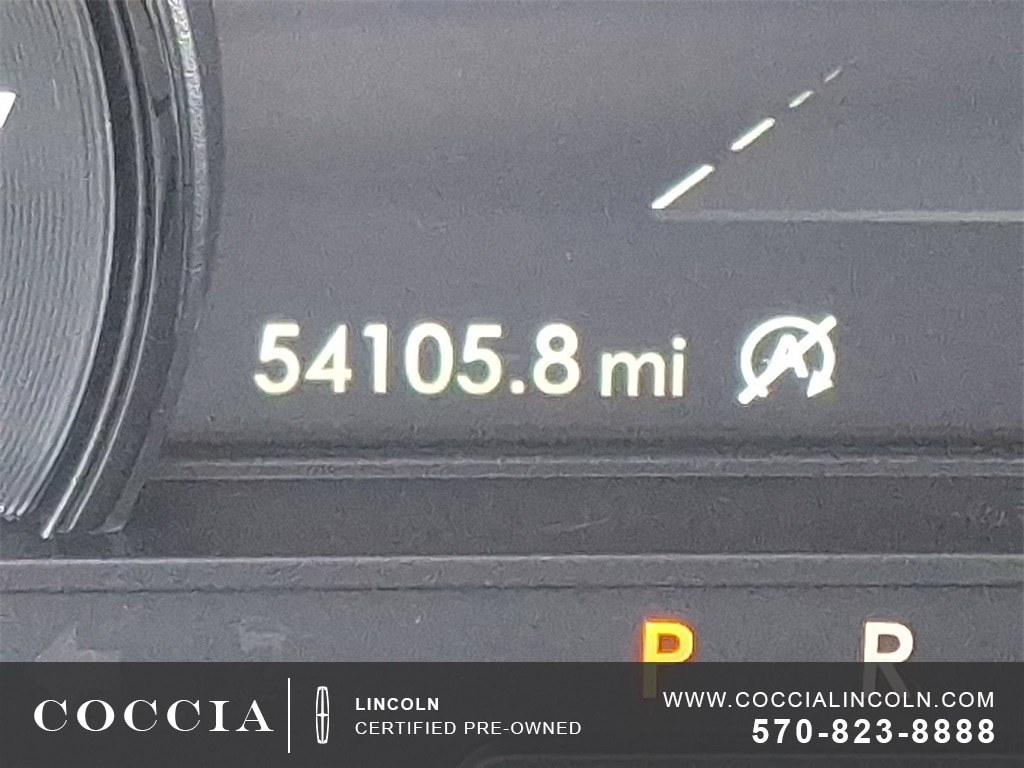 54105.8 mi
P R
COCCIA
LINCOLN
CERTIFIED PRE-OWNED
WWW.COCCIALINCOLN.COM
570-823-8888